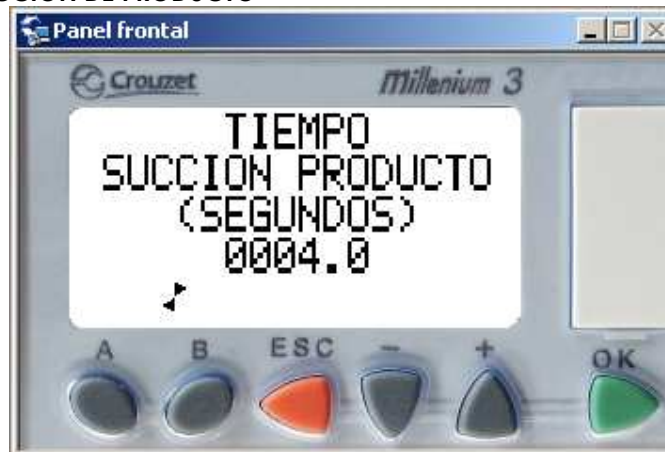 Panel frontal
Crouzet Millenium 3
TIEMPO
SUCCION PRODUCTO
(SEGUNDOS)
0004.0
A B ESC - +
OK